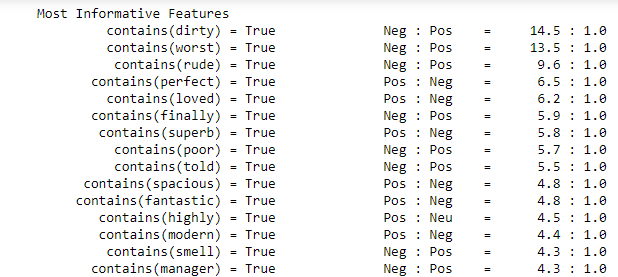 Most Informative Features
contains(dirty) = True Neg : Pos = 14.5 : 1.0
contains(worst) = True Neg : Pos = 13.5 : 1.0
contains(rude) = True Neg : Pos = 9.6 : 1.0
contains(perfect) = True Pos : Neg = 6.5 : 1.0
contains(loved) = True Pos : Neg = 6.2 : 1.0
contains(finally) = True Neg : Pos = 5.9 : 1.0
contains(superb) = True Pos : Neg = 5.8 : 1.0
contains(poor) = True Neg : Pos = 5.7 : 1.0
contains(told) = True Neg : Pos = 5.5 : 1.0
contains(spacious) = True Pos : Neg = 4.8 : 1.0
contains(fantastic) = True Pos : Neg = 4.8 : 1.0
contains(highly) = True Pos : Neu = 4.5 : 1.0
contains(modern) = True Pos : Neg = 4.4 : 1.0
contains(smell) = True Neg : Pos = 4.3 : 1.0
contains(manager) = True Neg : Pos = 4.3 : 1.0